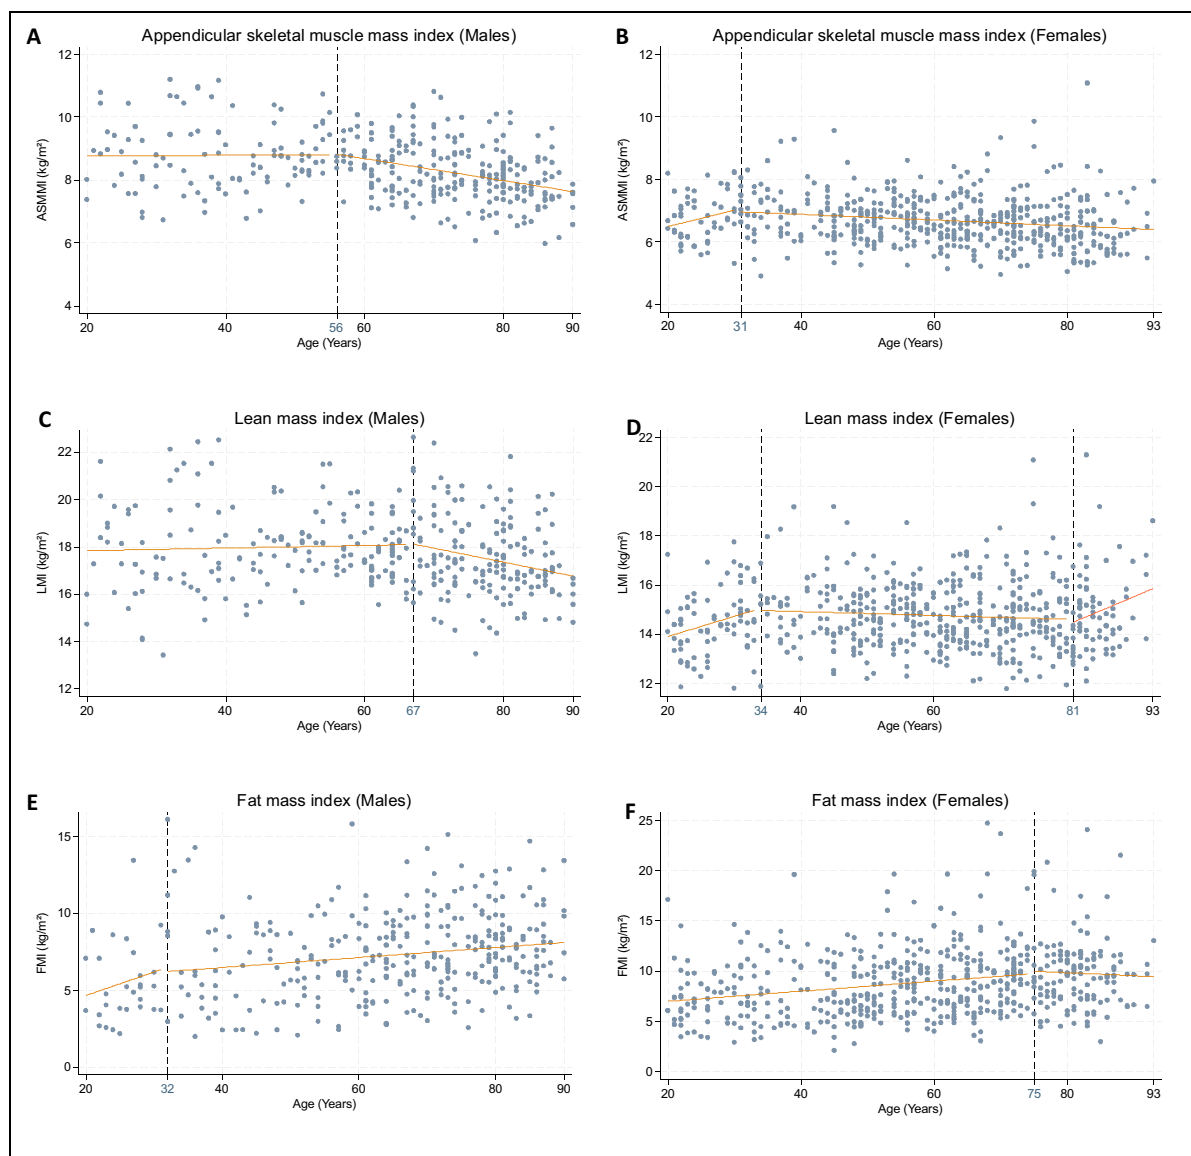 A
Appendicular skeletal muscle mass index (Males)
12
10
8
6
4
ASMMI (kg/m²)
20
40
56
60
80
90
Age (Years)
B
Appendicular skeletal muscle mass index (Females)
12
10
8
6
4
ASMMI (kg/m²)
20
31
40
60
80
93
Age (Years)
C
Lean mass index (Males)
22
20
18
16
14
12
LMI (kg/m²)
20
40
60
67
80
90
Age (Years)
D
Lean mass index (Females)
22
20
18
16
14
12
LMI (kg/m²)
20
34
40
60
80
81
93
Age (Years)
E
Fat mass index (Males)
15
10
5
0
FMI (kg/m²)
20
32
40
60
80
90
Age (Years)
F
Fat mass index (Females)
25
20
15
10
5
0
FMI (kg/m²)
20
40
60
75
80
93
Age (Years)